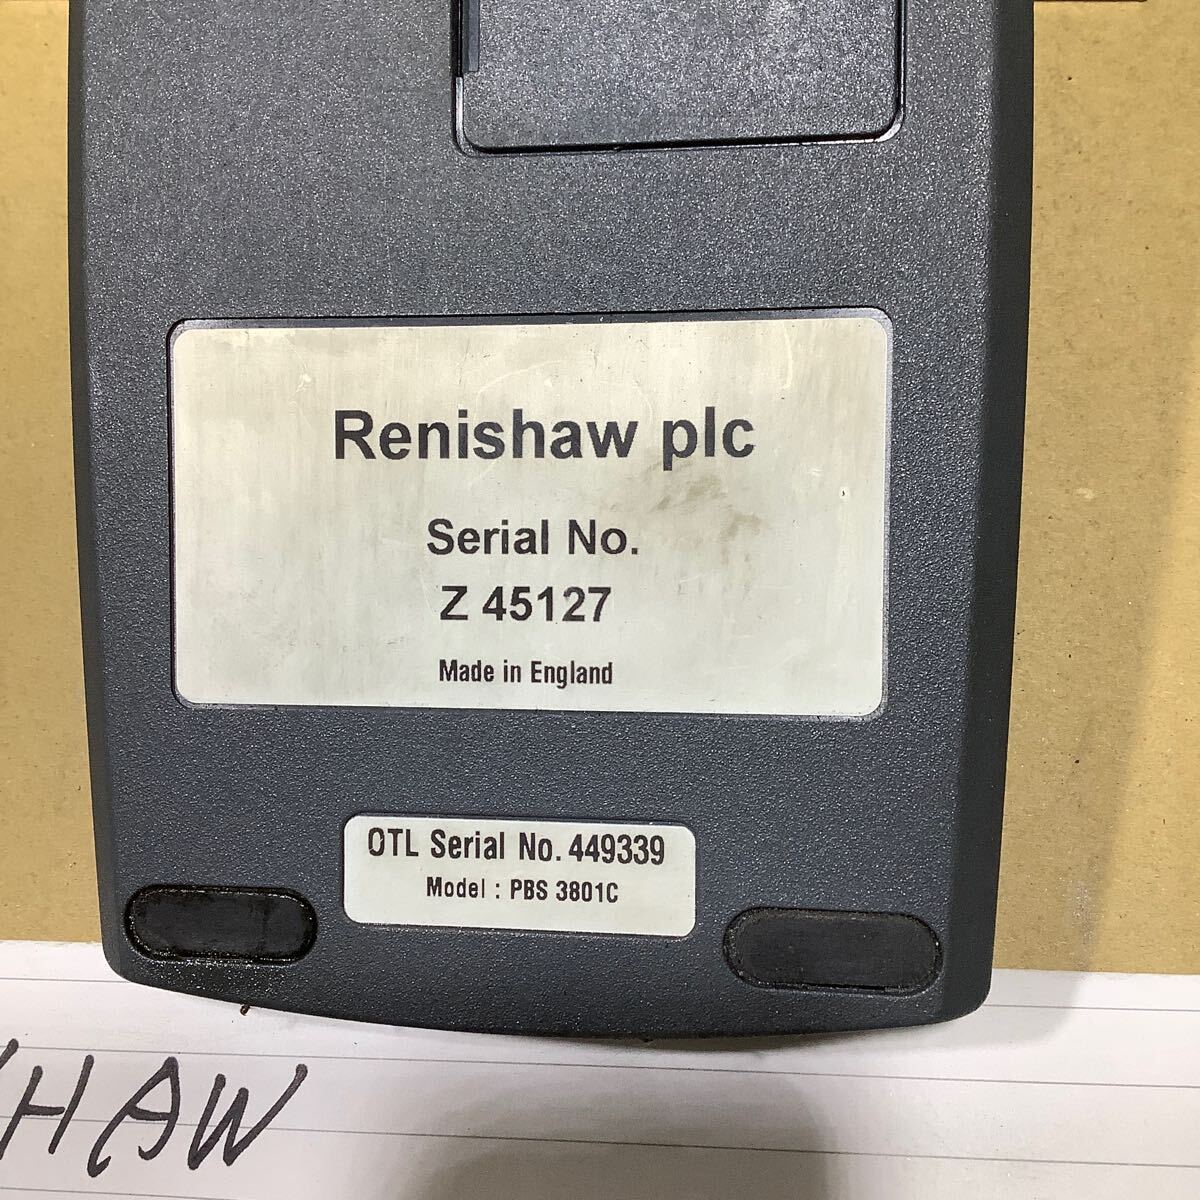 Renishaw plc
Serial No.
Z 45127
Made in England
OTL Serial No. 449339
Model : PBS 3801C
HAW